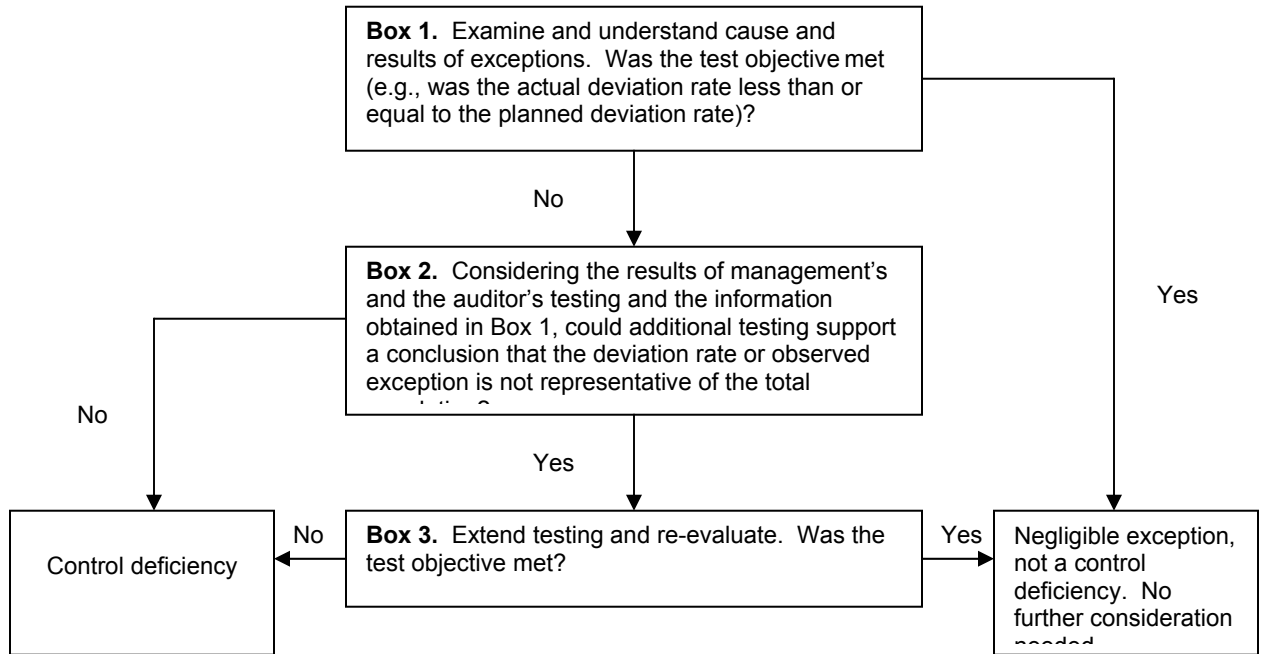 Box 1. Examine and understand cause and
results of exceptions. Was the test objective met
(e.g., was the actual deviation rate less than or
equal to the planned deviation rate)?
No
Box 2. Considering the results of management's
and the auditor's testing and the information
obtained in Box 1, could additional testing support
a conclusion that the deviation rate or observed
exception is not representative of the total
Yes
No
Yes
Control deficiency
No
Box 3. Extend testing and re-evaluate. Was the
test objective met?
Yes
Negligible exception,
not a control
deficiency. No
further consideration